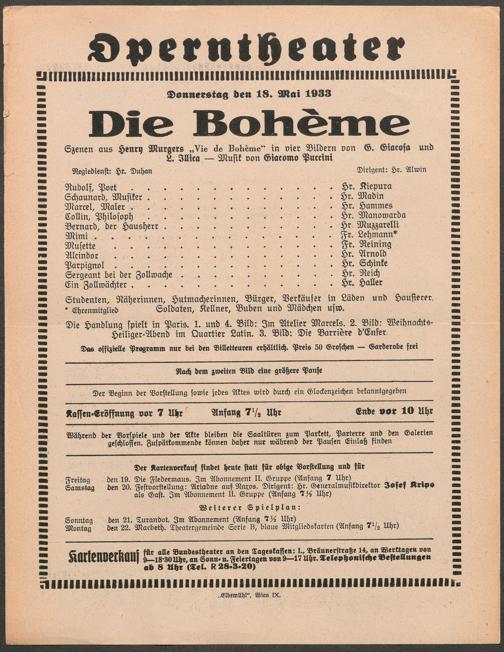 Operntheater
Donnerstag den 18. Mai 1933
Die Bohème
Szenen aus Henry Murgers „Vie de Bohème“ in vier Bildern von G. Giacosa und
L. Illica — Musik von Giacomo Puccini
Regiedienst: Hr. Duhan Dirigent: Hr. Alwin
Rudolf, Poet . . . . . . . . . . . . Hr. Kiepura
Schaunard, Musiker . . . . . . . . . . . . Hr. Madin
Marcel, Maler . . . . . . . . . . . . Hr. Hammes
Collin, Philosoph . . . . . . . . . . . . Hr. Manowarda
Bernard, der Hausherr . . . . . . . . . . . . Hr. Muzzarelli
Mimi . . . . . . . . . . . . Fr. Lehmann*
Musette . . . . . . . . . . . . Fr. Reining
Alcindor . . . . . . . . . . . . Hr. Arnold
Parpignol . . . . . . . . . . . . Hr. Schinke
Sergeant bei der Zollwache . . . . . . . . . . . . Hr. Reich
Ein Zollwächter . . . . . . . . . . . . Hr. Haller
Studenten, Näherinnen, Hutmacherinnen, Bürger, Verkäufer in Läden und Hausierer.
* Ehrenmitglied Soldaten, Kellner, Buben und Mädchen usw.
Die Handlung spielt in Paris. 1. und 4. Bild: Im Atelier Marcels. 2. Bild: Weihnachts-
Heiliger-Abend im Quartier Latin. 3. Bild: Die Barrière d'Enfer.
Das offizielle Programm nur bei den Billetteuren erhältlich. Preis 50 Groschen — Garderobe frei
Nach dem zweiten Bild eine größere Pause
Der Beginn der Vorstellung sowie jedes Aktes wird durch ein Glockenzeichen bekanntgegeben
Kassen-Eröffnung vor 7 Uhr Anfang 7½ Uhr Ende vor 10 Uhr
Während der Vorspiele und der Akte bleiben die Saaltüren zum Parkett, Parterre und den Galerien
geschlossen. Zuspätkommende können daher nur während der Pausen Einlaß finden
Der Kartenverkauf findet heute statt für obige Vorstellung und für
Freitag den 19. Die Fledermaus. Im Abonnement II. Gruppe (Anfang 7 Uhr)
Samstag den 20. Festvorstellung: Ariadne auf Naxos. Dirigent: Hr. Generalmusikdirektor Josef Krips
als Gast. Im Abonnement II. Gruppe (Anfang 7½ Uhr)
Weiterer Spielplan:
Sonntag den 21. Turandot. Im Abonnement (Anfang 7½ Uhr)
Montag den 22. Macbeth. Theatergemeinde Serie B, blaue Mitgliedskarten (Anfang 7½ Uhr)
Kartenverkauf für alle Bundestheater an den Tageskassen: I., Bräunerstraße 14, an Werktagen von
9—18·30 Uhr, an Sonn- u. Feiertagen von 9—17 Uhr. Telephonische Bestellungen
ab 8 Uhr (Tel. R 28-3-20)
„Elbemühl“, Wien IX.